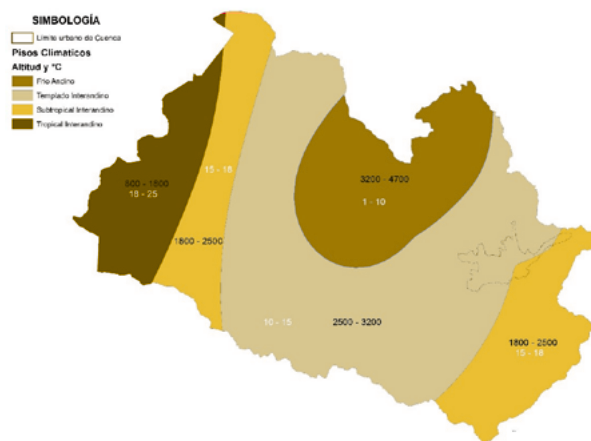 SIMBOLOGÍA
Límite urbano de Cuenca
Pisos Climaticos
Altitud y °C
Frio Andino
Templado Interandino
Subtropical Interandino
Tropical Interandino
15 - 18
800 - 1800
18 - 25
3200 - 4700
1 - 10
1800 - 2500
10 - 15
2500 - 3200
1800 - 2500
15 - 18